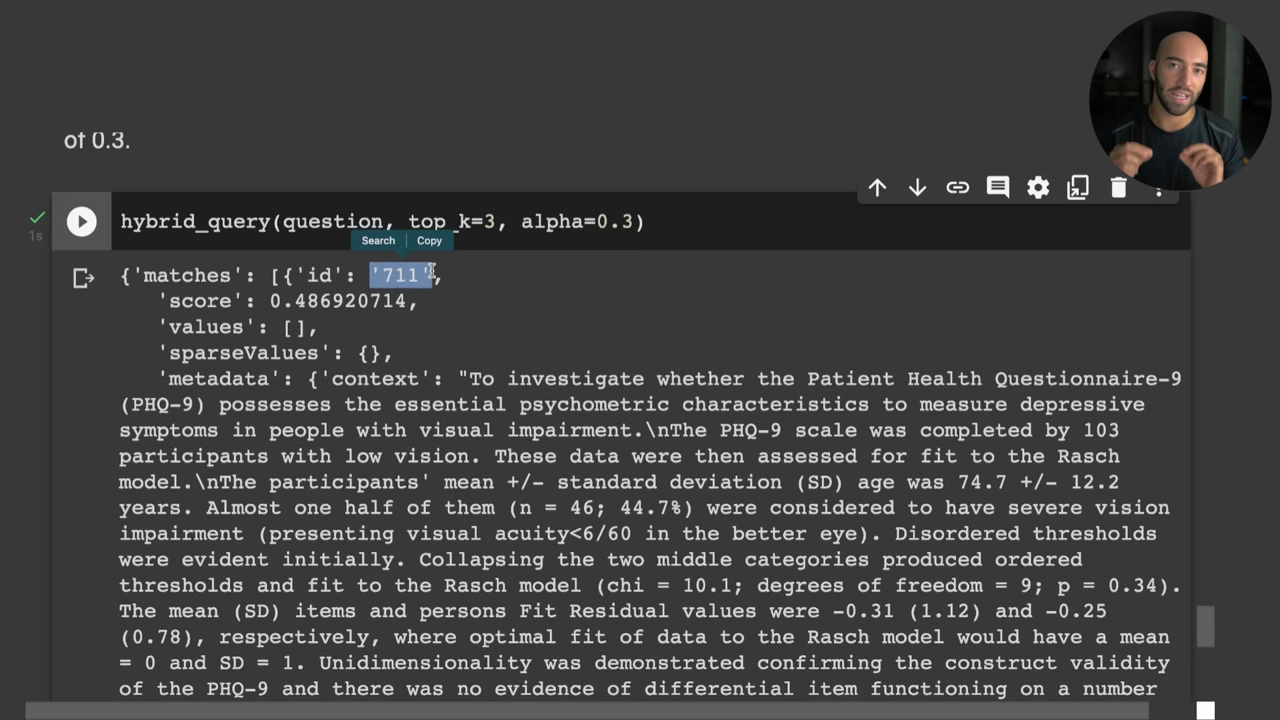 of 0.3.
1s
hybrid_query(question, top_k=3, alpha=0.3)
Search | Copy
{'matches': [{'id': '711',
'score': 0.486920714,
'values': [],
'sparseValues': {},
'metadata': {'context': "To investigate whether the Patient Health Questionnaire-9
(PHQ-9) possesses the essential psychometric characteristics to measure depressive
symptoms in people with visual impairment.\nThe PHQ-9 scale was completed by 103
participants with low vision. These data were then assessed for fit to the Rasch
model.\nThe participants' mean +/- standard deviation (SD) age was 74.7 +/- 12.2
years. Almost one half of them (n = 46; 44.7%) were considered to have severe vision
impairment (presenting visual acuity<6/60 in the better eye). Disordered thresholds
were evident initially. Collapsing the two middle categories produced ordered
thresholds and fit to the Rasch model (chi = 10.1; degrees of freedom = 9; p = 0.34).
The mean (SD) items and persons Fit Residual values were -0.31 (1.12) and -0.25
(0.78), respectively, where optimal fit of data to the Rasch model would have a mean
= 0 and SD = 1. Unidimensionality was demonstrated confirming the construct validity
of the PHQ-9 and there was no evidence of differential item functioning on a number